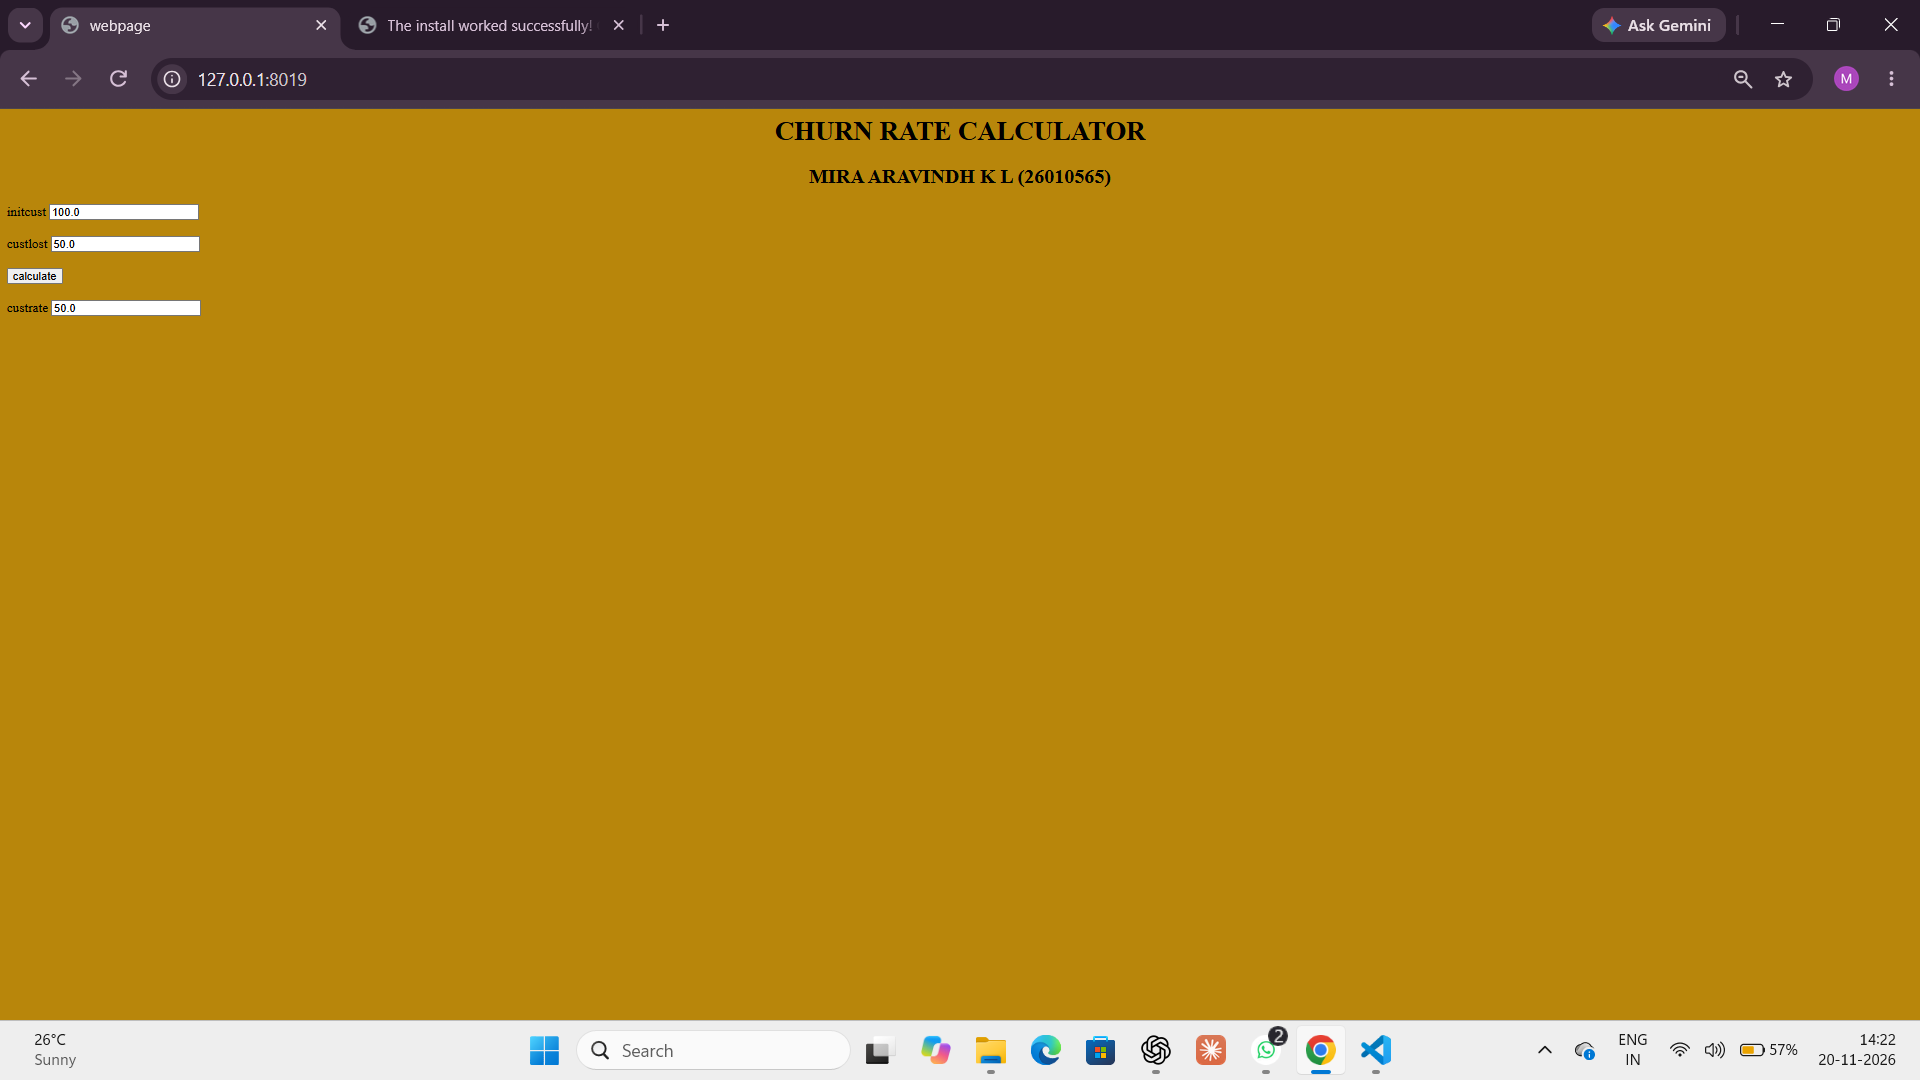 webpage
The install worked successfully!
Ask Gemini
127.0.0.1:8019
M
CHURN RATE CALCULATOR
MIRA ARAVINDH K L (26010565)
initcust 100.0
custlost 50.0
calculate
custrate 50.0
26°C
Sunny
Search
2
ENG
IN
57%
14:22
20-11-2026